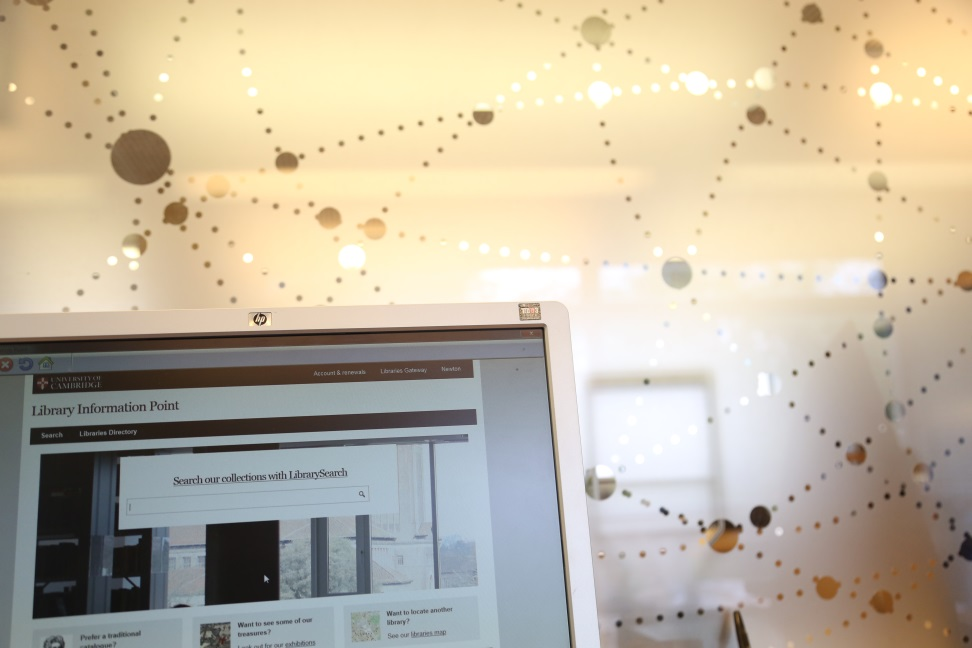 hp
UNIVERSITY OF
CAMBRIDGE
Account & renewals Libraries Gateway Newton
Library Information Point
Search Libraries Directory
Search our collections with LibrarySearch
Prefer a traditional
catalogue?
Want to see some of our
treasures?
Look out for our exhibitions
Want to locate another
library?
See our libraries map